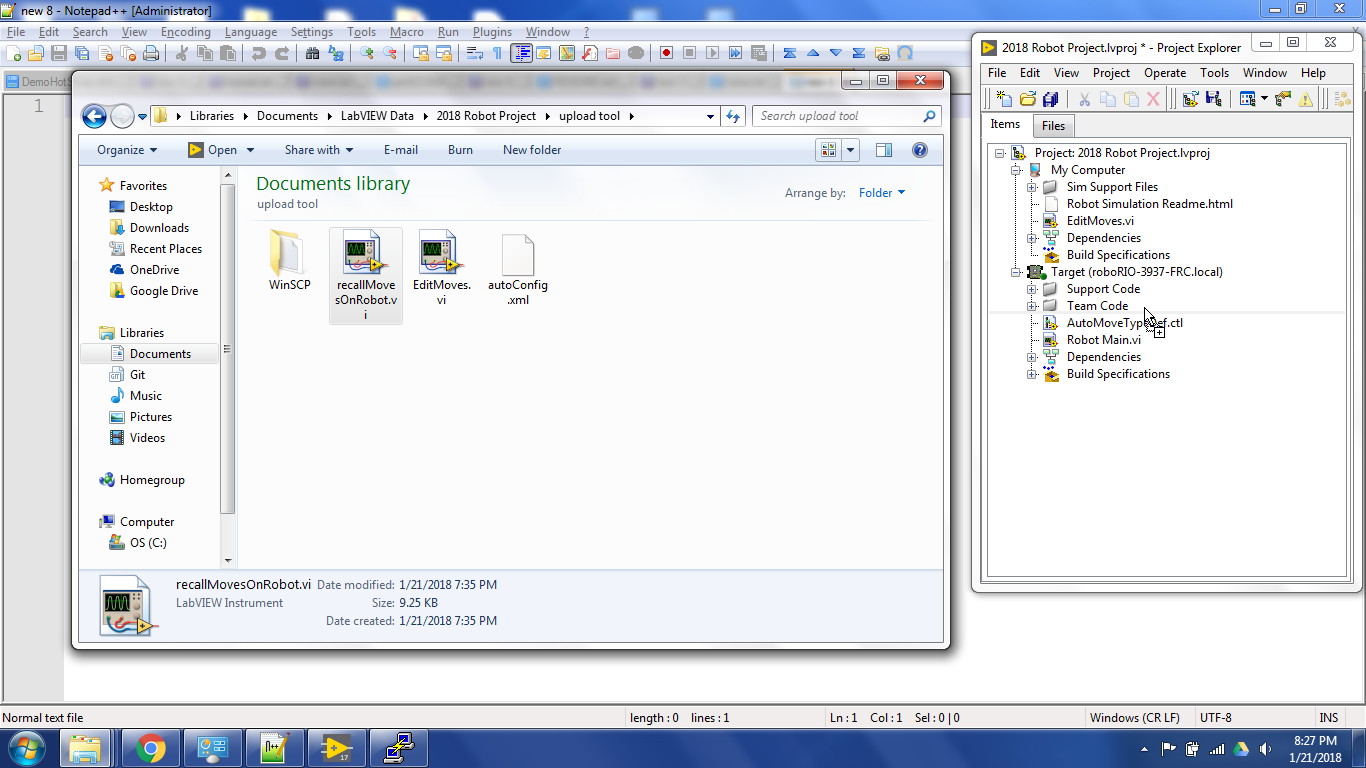 new 8 - Notepad++ [Administrator]
File Edit Search View Encoding Language Settings Tools Macro Run Plugins Window ?
1
Libraries Documents LabVIEW Data 2018 Robot Project upload tool
Search upload tool
Organize Open Share with E-mail Burn New folder
Favorites
Desktop
Downloads
Recent Places
OneDrive
Google Drive
Libraries
Documents
Git
Music
Pictures
Videos
Homegroup
Computer
OS (C:)
Documents library
upload tool
Arrange by: Folder
WinSCP
recallMove
sOnRobot.v
i
EditMoves.
vi
autoConfig
.xml
recallMovesOnRobot.vi Date modified: 1/21/2018 7:35 PM
LabVIEW Instrument Size: 9.25 KB
Date created: 1/21/2018 7:35 PM
2018 Robot Project.lvproj * - Project Explorer
File Edit View Project Operate Tools Window Help
Items Files
Project: 2018 Robot Project.lvproj
My Computer
Sim Support Files
Robot Simulation Readme.html
EditMoves.vi
Dependencies
Build Specifications
Target (roboRIO-3937-FRC.local)
Support Code
Team Code
Robot Main.vi
Dependencies
Build Specifications
Normal text file length : 0 lines : 1 Ln : 1 Col : 1 Sel : 0 | 0 Windows (CR LF) UTF-8 INS
n++
17
8:27 PM
1/21/2018